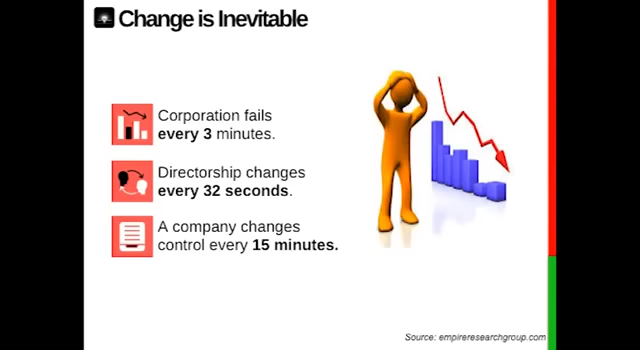 Change is Inevitable
Corporation fails
every 3 minutes.
Directorship changes
every 32 seconds.
A company changes
control every 15 minutes.
Source: empireresearchgroup.com